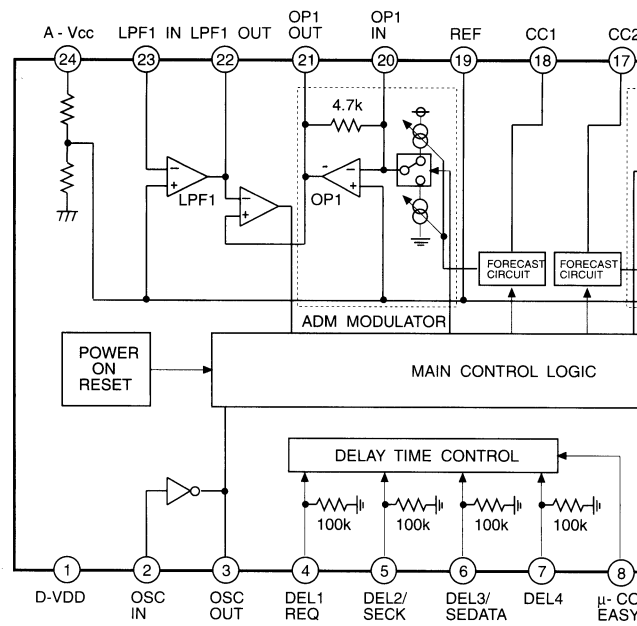 A - Vcc LPF1 IN LPF1 OUT OP1 OUT OP1 IN REF CC1 CC2
24 23 22 21 20 19 18 17
4.7k
- +
LPF1
- +
- - +
OP1
FORECAST CIRCUIT
FORECAST CIRCUIT
ADM MODULATOR
POWER ON RESET
MAIN CONTROL LOGIC
DELAY TIME CONTROL
100k 100k 100k 100k
1 2 3 4 5 6 7 8
D-VDD OSC IN OSC OUT DEL1 REQ DEL2/ SECK DEL3/ SEDATA DEL4 μ- CO EASY